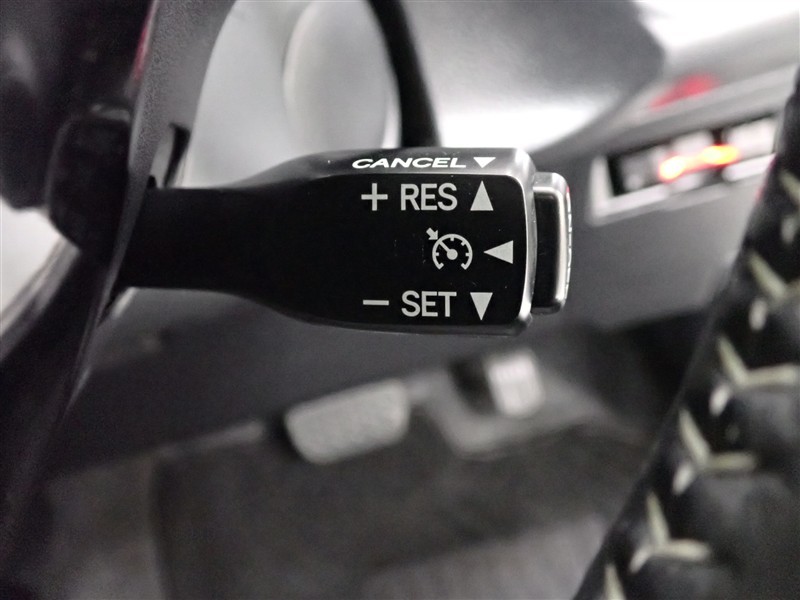 CANCEL ▼
+ RES ▲
◀
− SET ▼